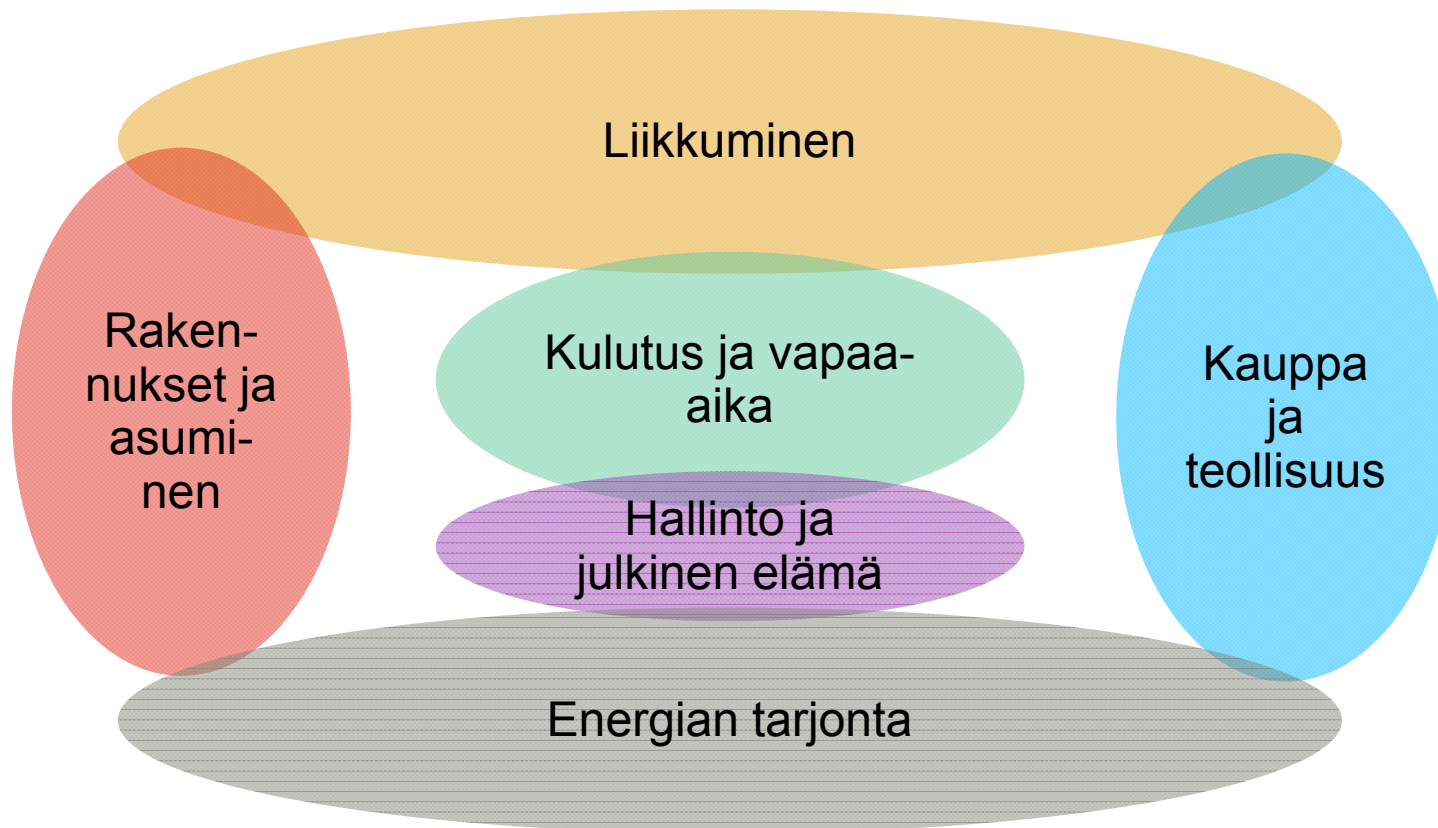 Liikkuminen
Raken-
nukset ja
asumi-
nen
Kulutus ja vapaa-
aika
Kauppa
ja
teollisuus
Hallinto ja
julkinen elämä
Energian tarjonta